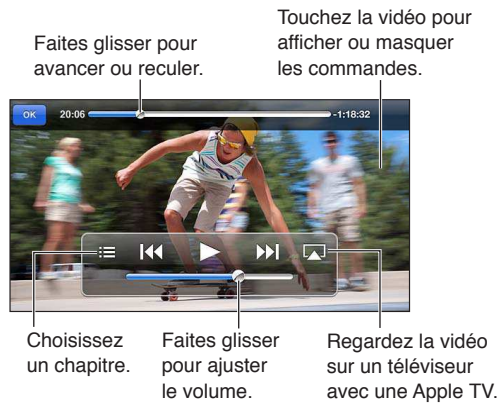 Touchez la vidéo pour
afficher ou masquer
les commandes.
Faites glisser pour
avancer ou reculer.
OK 20:06 -1:18:32
Choisissez
un chapitre.
Faites glisser
pour ajuster
le volume.
Regardez la vidéo
sur un téléviseur
avec une Apple TV.